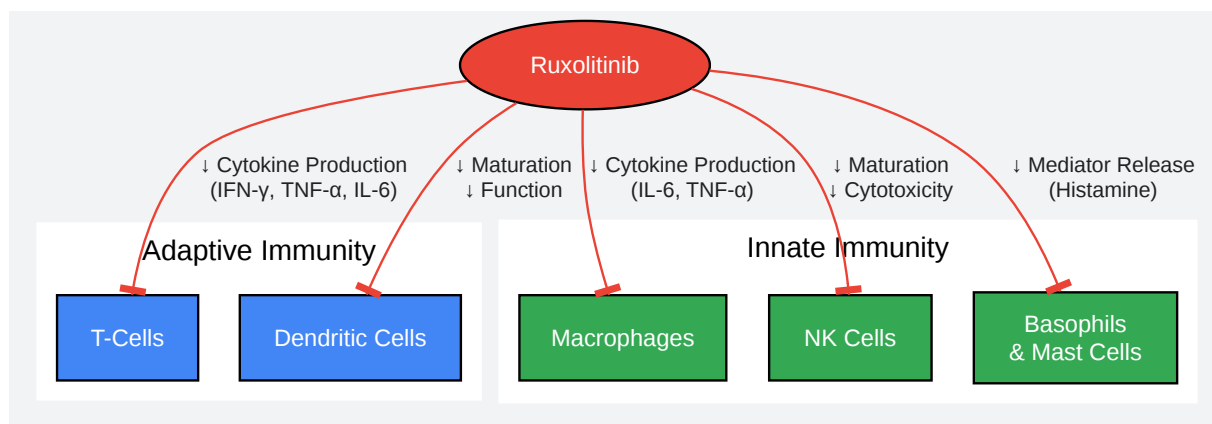 Ruxolitinib
↓ Cytokine Production
(IFN-γ, TNF-α, IL-6)
↓ Maturation
↓ Function
↓ Cytokine Production
(IL-6, TNF-α)
↓ Maturation
↓ Cytotoxicity
↓ Mediator Release
(Histamine)
Adaptive Immunity
T-Cells
Dendritic Cells
Innate Immunity
Macrophages
NK Cells
Basophils
& Mast Cells